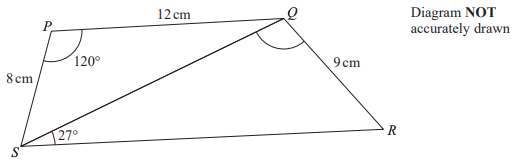 12 cm
P
Q
Diagram NOT
accurately drawn
120°
9 cm
8 cm
27°
R
S